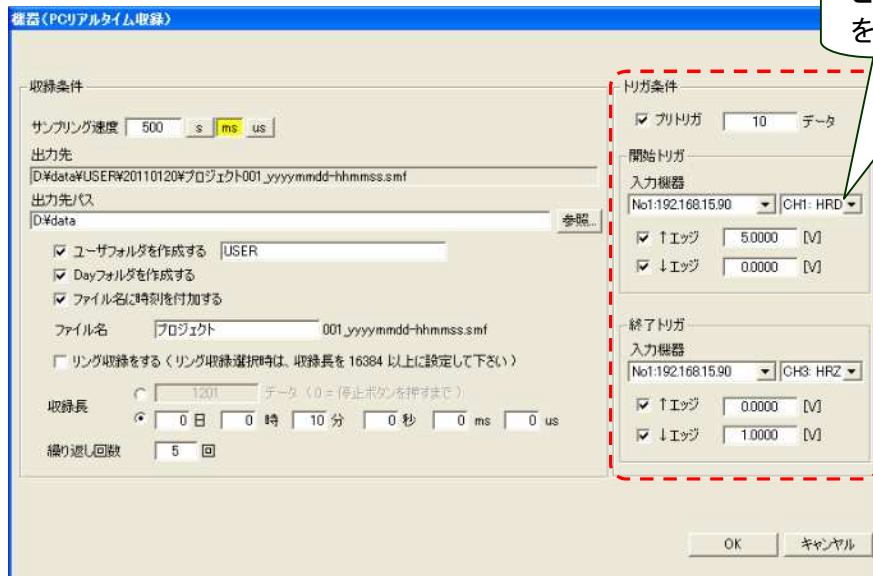 機器(PCリアルタイム収録)
を
収録条件
サンプリング速度 500 s ms us
出力先
D:¥data¥USER¥20110120¥プロジェクト001_yyyymmdd-hhmmss.smf
出力先パス
D:¥data 参照...
ユーザフォルダを作成する USER
Dayフォルダを作成する
ファイル名に時刻を付加する
ファイル名 プロジェクト 001_yyyymmdd-hhmmss.smf
リング収録をする(リング収録選択時は、収録長を 16384 以上に設定して下さい)
収録長
1201 データ (0 = 停止ボタンを押すまで)
0 日 0 時 10 分 0 秒 0 ms 0 us
繰り返し回数 5 回
トリガ条件
プリトリガ 10 データ
開始トリガ
入力機器
No1:192.168.15.90 CH1: HRD
↑エッジ 5.0000 [V]
↓エッジ 0.0000 [V]
終了トリガ
入力機器
No1:192.168.15.90 CH3: HRZ
↑エッジ 0.0000 [V]
↓エッジ 1.0000 [V]
OK キャンセル